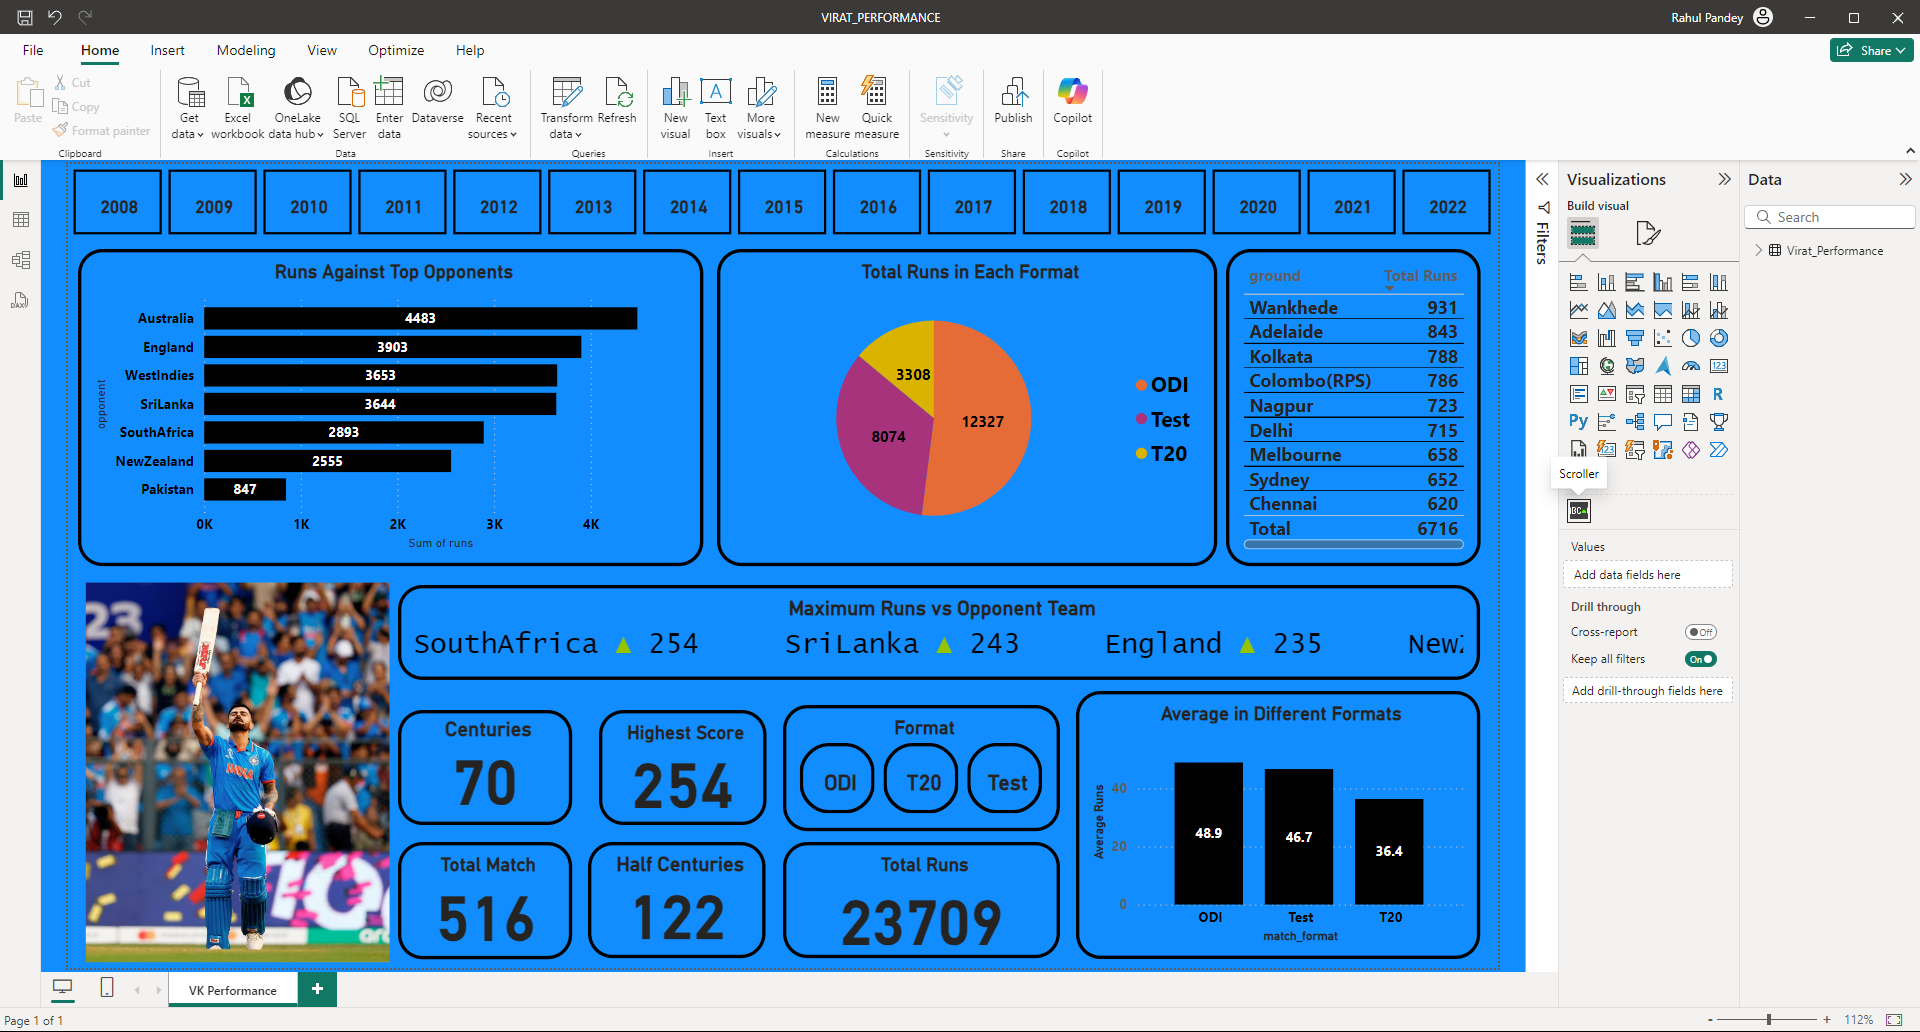 VIRAT_PERFORMANCE
Rahul Pandey
File Home Insert Modeling View Optimize Help
Share
Paste
Cut
Copy
Format painter
Clipboard
Get data
Excel workbook
OneLake data hub
SQL Server
Enter data
Dataverse
Recent sources
Data
Transform data
Refresh
Queries
New visual
Text box
More visuals
Insert
New measure
Quick measure
Calculations
Sensitivity
Sensitivity
Publish
Share
Copilot
Copilot
2008 2009 2010 2011 2012 2013 2014 2015 2016 2017 2018 2019 2020 2021 2022
Runs Against Top Opponents
opponent
Australia 4483
England 3903
WestIndies 3653
SriLanka 3644
SouthAfrica 2893
NewZealand 2555
Pakistan 847
0K 1K 2K 3K 4K
Sum of runs
Total Runs in Each Format
3308
12327
8074
ODI
Test
T20
ground Total Runs
Wankhede 931
Adelaide 843
Kolkata 788
Colombo(RPS) 786
Nagpur 723
Delhi 715
Melbourne 658
Sydney 652
Chennai 620
Total 6716
23
INDIA
Maximum Runs vs Opponent Team
SouthAfrica ▲ 254 SriLanka ▲ 243 England ▲ 235 New
Centuries
70
Highest Score
254
Format
ODI T20 Test
Total Match
516
Half Centuries
122
Total Runs
23709
Average in Different Formats
Average Runs
40
20
0
48.9
46.7
36.4
ODI Test T20
match_format
Filters
Visualizations
Build visual
123
R
Py
123
Scroller
Values
Add data fields here
Drill through
Cross-report Off
Keep all filters On
Add drill-through fields here
Data
Search
Virat_Performance
DAX
VK Performance
+
Page 1 of 1
- + 112%